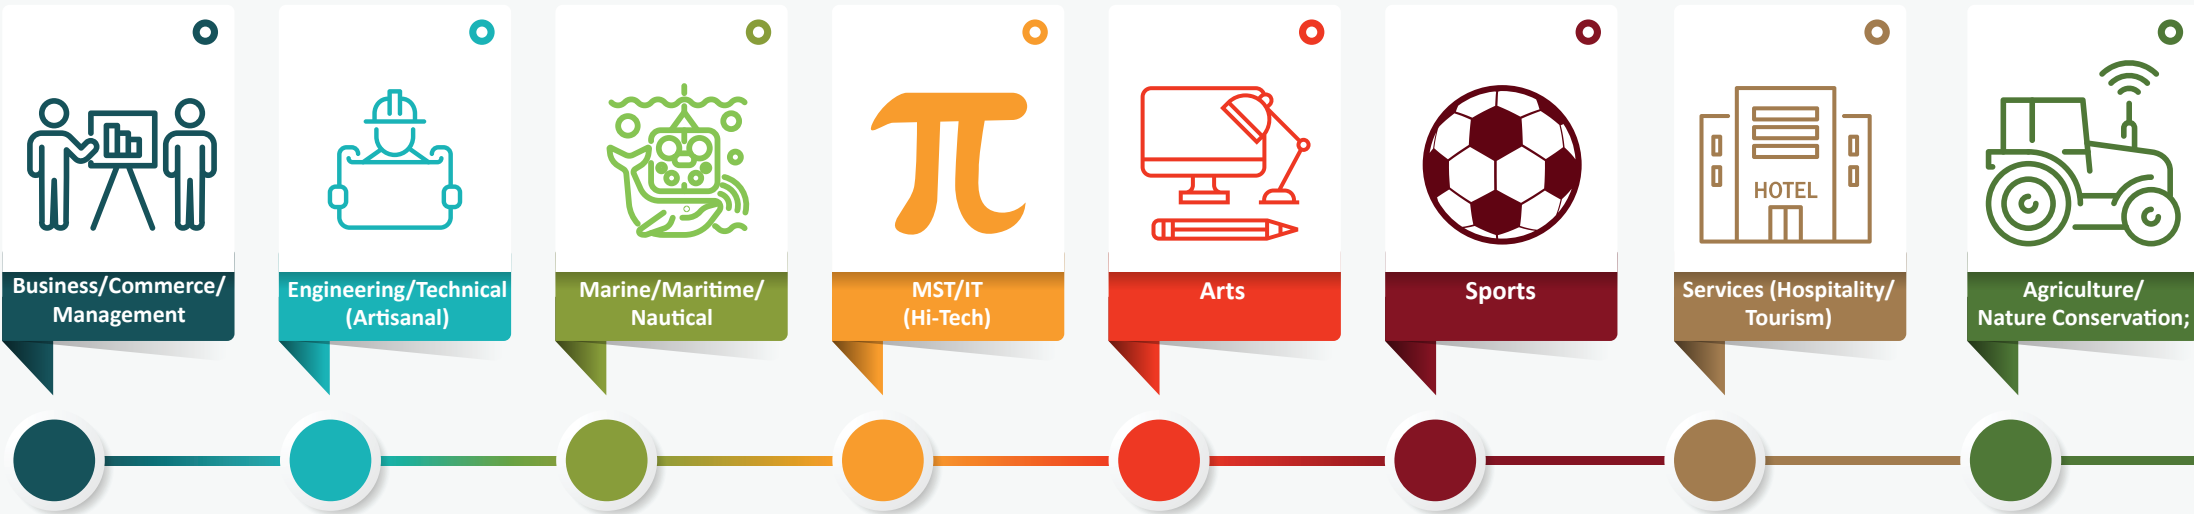 Business/Commerce/
Management
Engineering/Technical
(Artisanal)
Marine/Maritime/
Nautical
π
MST/IT
(Hi-Tech)
Arts
Sports
HOTEL
Services (Hospitality/
Tourism)
Agriculture/
Nature Conservation;